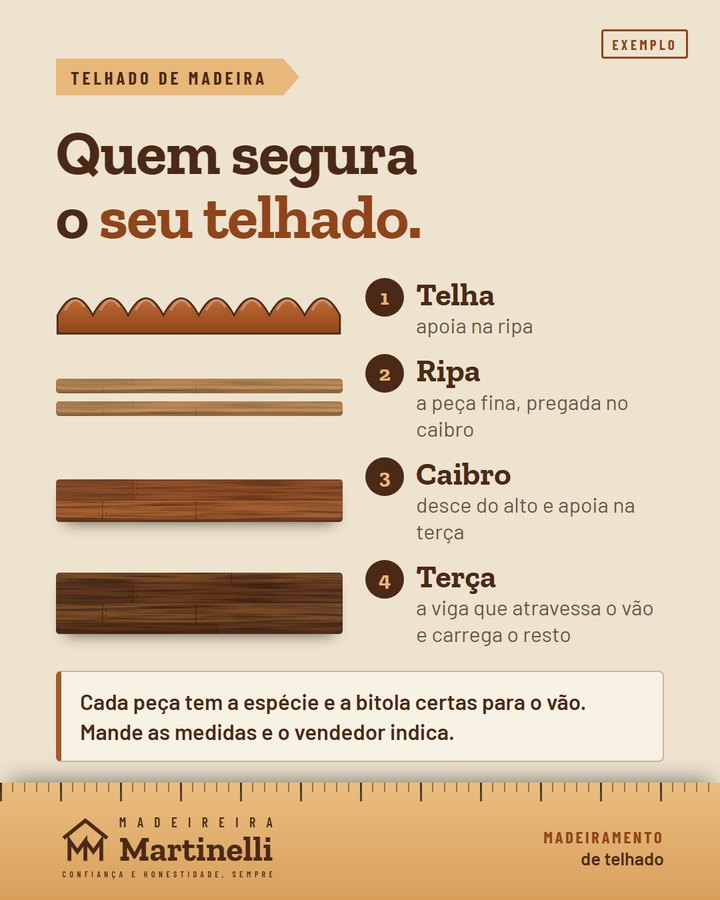 EXEMPLO
TELHADO DE MADEIRA
Quem segura
o seu telhado.
1 Telha
apoia na ripa
2 Ripa
a peça fina, pregada no
caibro
3 Caibro
desce do alto e apoia na
terça
4 Terça
a viga que atravessa o vão
e carrega o resto
Cada peça tem a espécie e a bitola certas para o vão.
Mande as medidas e o vendedor indica.
MADEIREIRA
Martinelli
CONFIANÇA E HONESTIDADE, SEMPRE
MADEIRAMENTO
de telhado